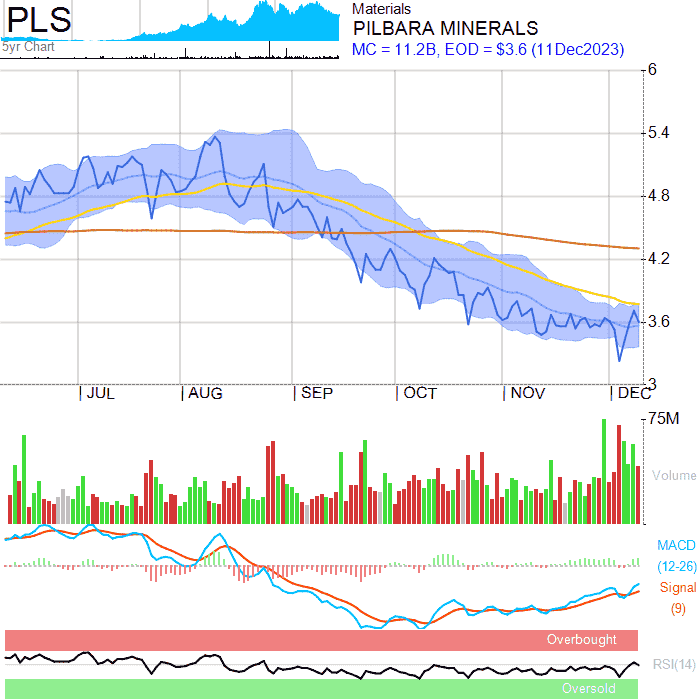 PLS
5yr Chart
Materials
PILBARA MINERALS
MC = 11.2B, EOD = $3.6 (11Dec2023)
6
5.4
4.8
4.2
3.6
3
JUL AUG SEP OCT NOV DEC
75M
Volume
MACD
(12-26)
Signal
(9)
Overbought
RSI(14)
Oversold